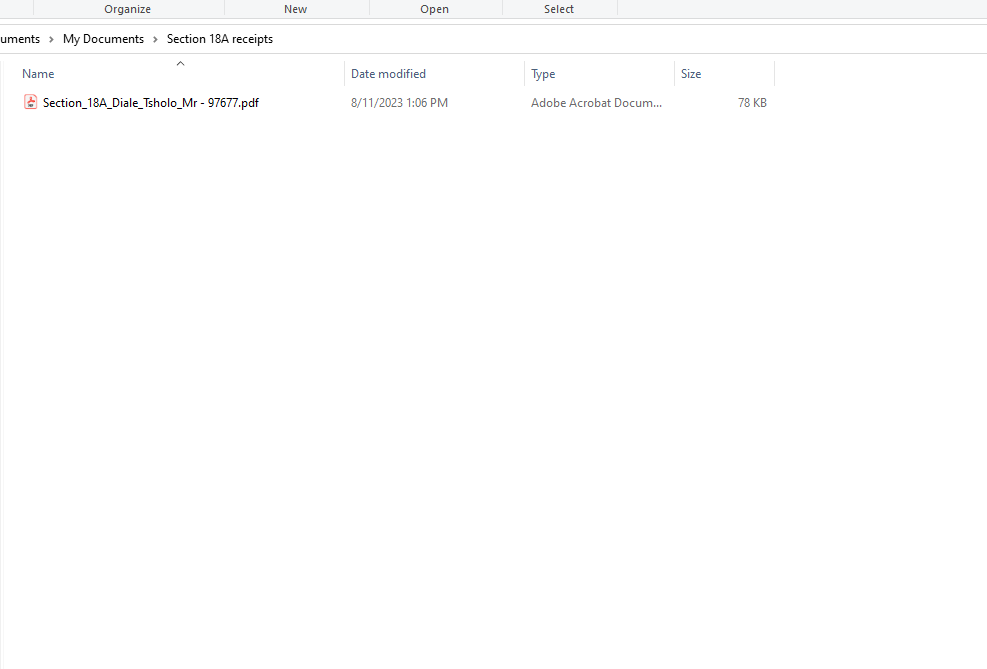 Organize New Open Select
uments > My Documents > Section 18A receipts
Name Date modified Type Size
Section_18A_Diale_Tsholo_Mr - 97677.pdf 8/11/2023 1:06 PM Adobe Acrobat Docum... 78 KB